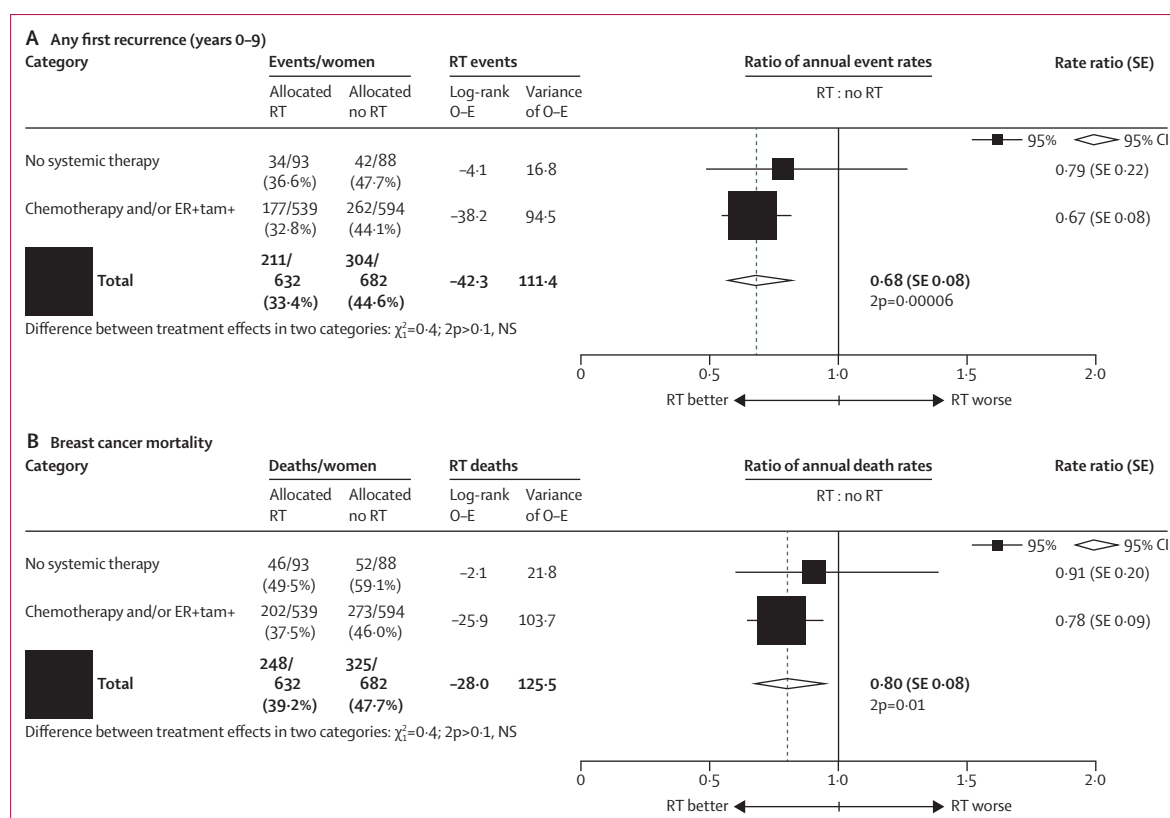 A Any first recurrence (years 0–9)
Category Events/women RT events Ratio of annual event rates Rate ratio (SE)
Allocated RT Allocated no RT Log-rank O–E Variance of O–E RT : no RT
95% 95% CI
No systemic therapy 34/93 (36·6%) 42/88 (47·7%) –4·1 16·8 0·79 (SE 0·22)
Chemotherapy and/or ER+tam+ 177/539 (32·8%) 262/594 (44·1%) –38·2 94·5 0·67 (SE 0·08)
Total 211/632 (33·4%) 304/682 (44·6%) –42·3 111·4 0·68 (SE 0·08)
2p=0·00006
Difference between treatment effects in two categories: χ²₁=0·4; 2p>0·1, NS
0 0·5 1·0 1·5 2·0
RT better RT worse
B Breast cancer mortality
Category Deaths/women RT deaths Ratio of annual death rates Rate ratio (SE)
Allocated RT Allocated no RT Log-rank O–E Variance of O–E RT : no RT
95% 95% CI
No systemic therapy 46/93 (49·5%) 52/88 (59·1%) –2·1 21·8 0·91 (SE 0·20)
Chemotherapy and/or ER+tam+ 202/539 (37·5%) 273/594 (46·0%) –25·9 103·7 0·78 (SE 0·09)
Total 248/632 (39·2%) 325/682 (47·7%) –28·0 125·5 0·80 (SE 0·08)
2p=0·01
Difference between treatment effects in two categories: χ²₁=0·4; 2p>0·1, NS
0 0·5 1·0 1·5 2·0
RT better RT worse